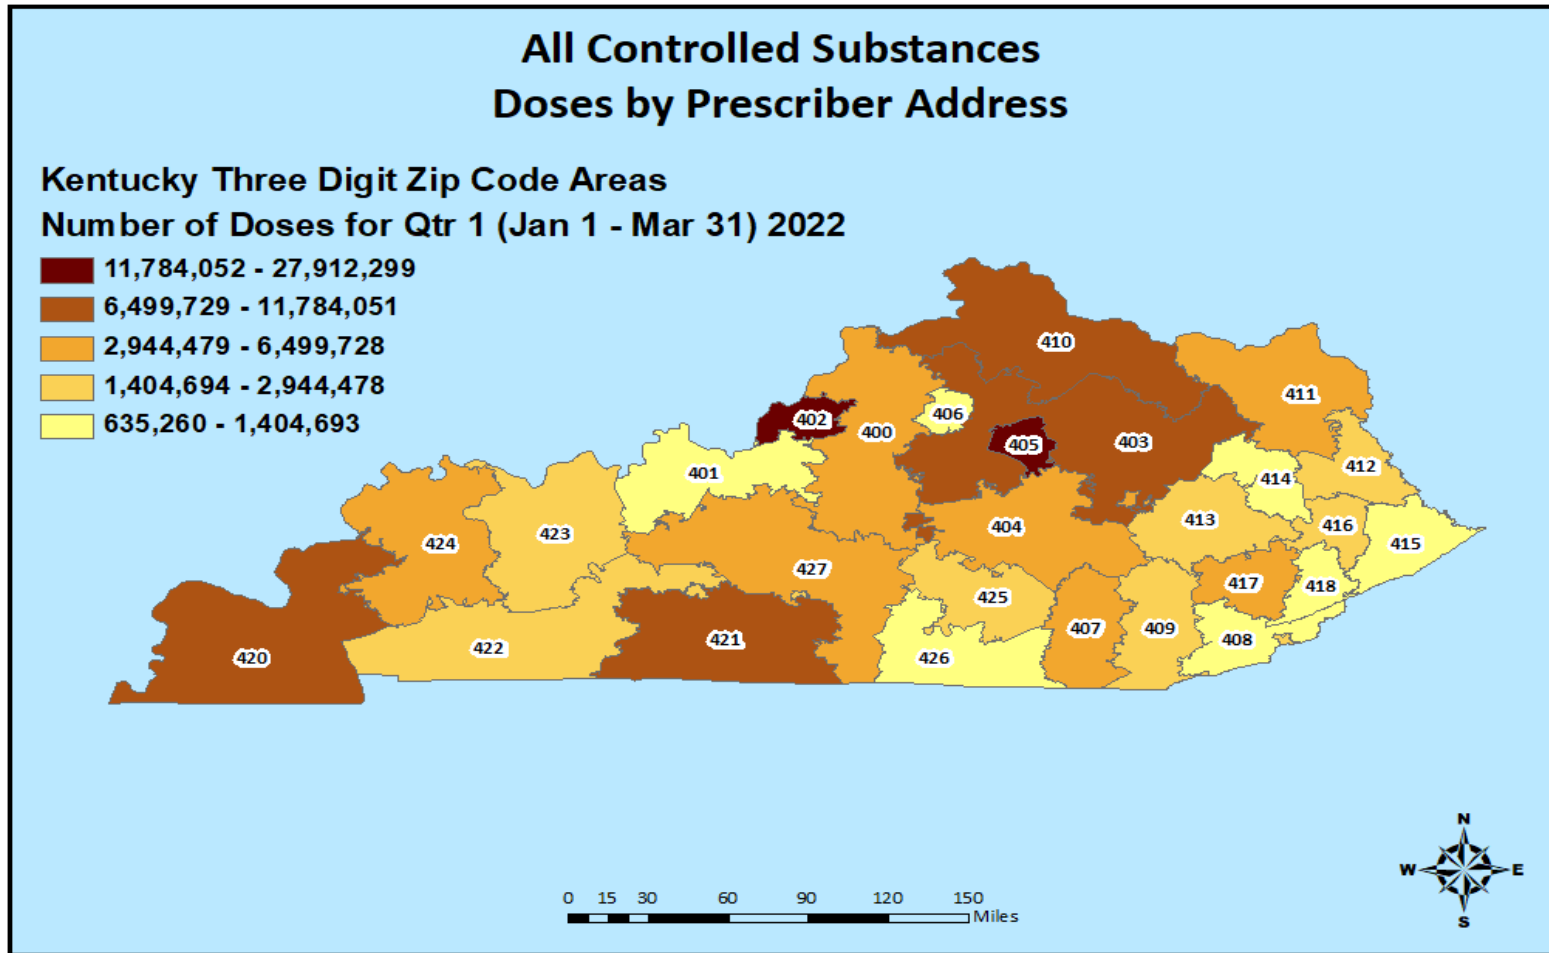 All Controlled Substances
Doses by Prescriber Address
Kentucky Three Digit Zip Code Areas
Number of Doses for Qtr 1 (Jan 1 - Mar 31) 2022
11,784,052 - 27,912,299
6,499,729 - 11,784,051
2,944,479 - 6,499,728
1,404,694 - 2,944,478
635,260 - 1,404,693
410
411
406
402
400
405
403
412
401
414
413
416
404
423
424
415
427
417
418
425
407
409
408
421
422
420
426
N
W E
S
0 15 30 60 90 120 150
Miles